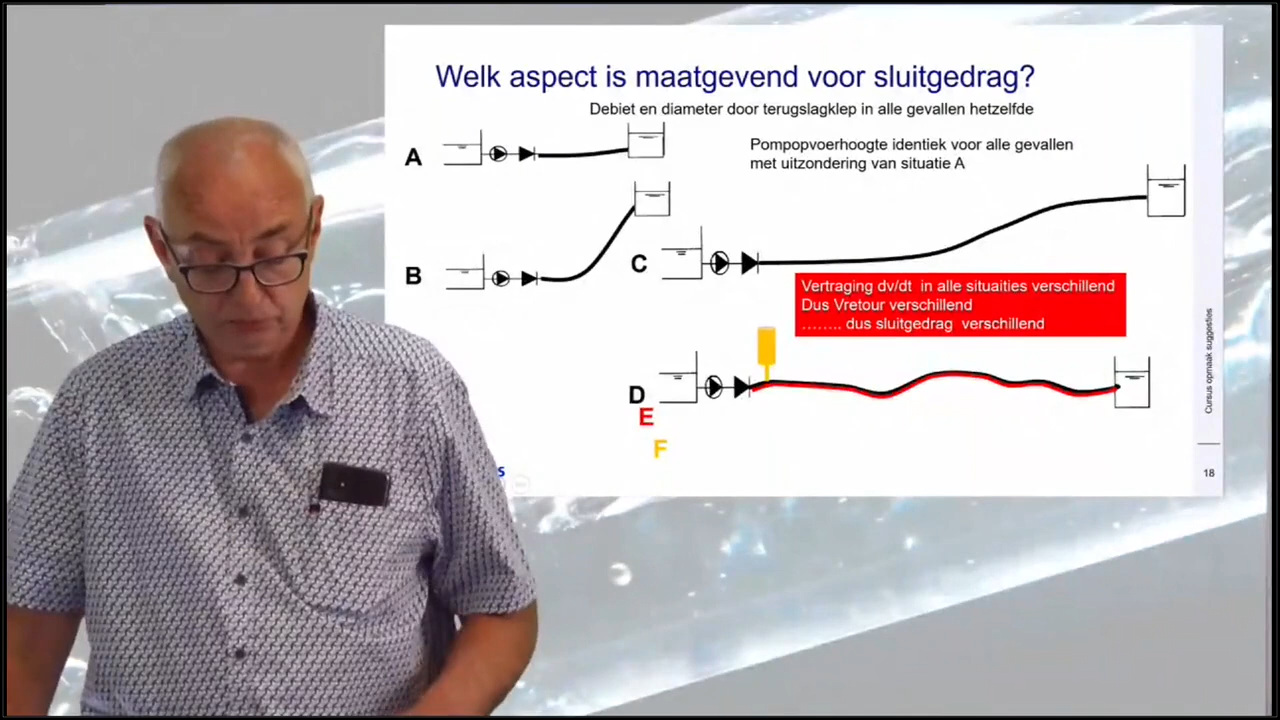 Welk aspect is maatgevend voor sluitgedrag?
Debiet en diameter door terugslagklep in alle gevallen hetzelfde
A
Pompopvoerhoogte identiek voor alle gevallen
met uitzondering van situatie A
B
C
Vertraging dv/dt in alle situaities verschillend
Dus Vretour verschillend
…….. dus sluitgedrag verschillend
D
E
F
s
Cursus opmaak suggesties
18